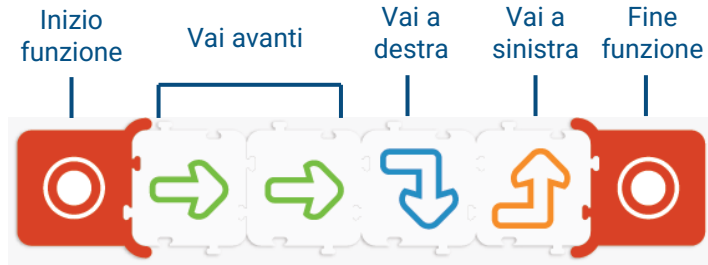 Inizio
funzione
Vai avanti
Vai a
destra
Vai a
sinistra
Fine
funzione